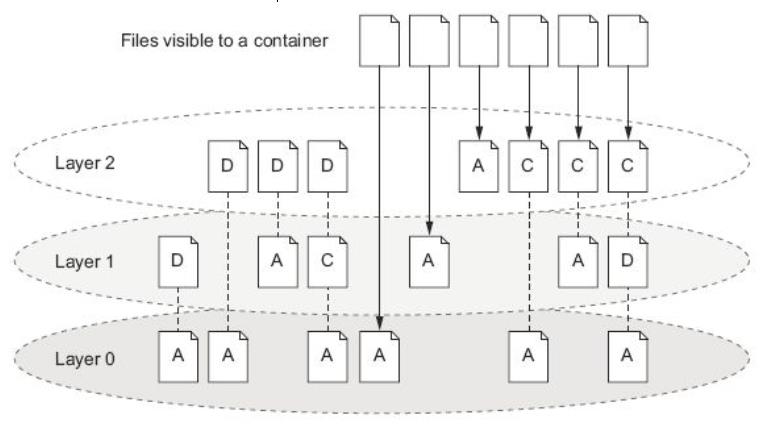 Files visible to a container
Layer 2 D D D A C C C
Layer 1 D A C A A D
Layer 0 A A A A A A